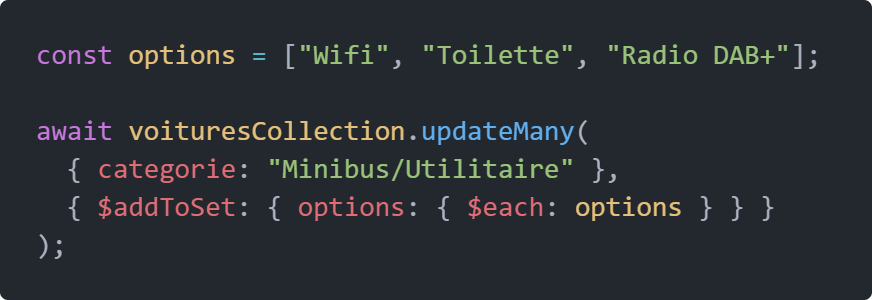 const options = ["Wifi", "Toilette", "Radio DAB+"];
await voituresCollection.updateMany(
{ categorie: "Minibus/Utilitaire" },
{ $addToSet: { options: { $each: options } } }
);